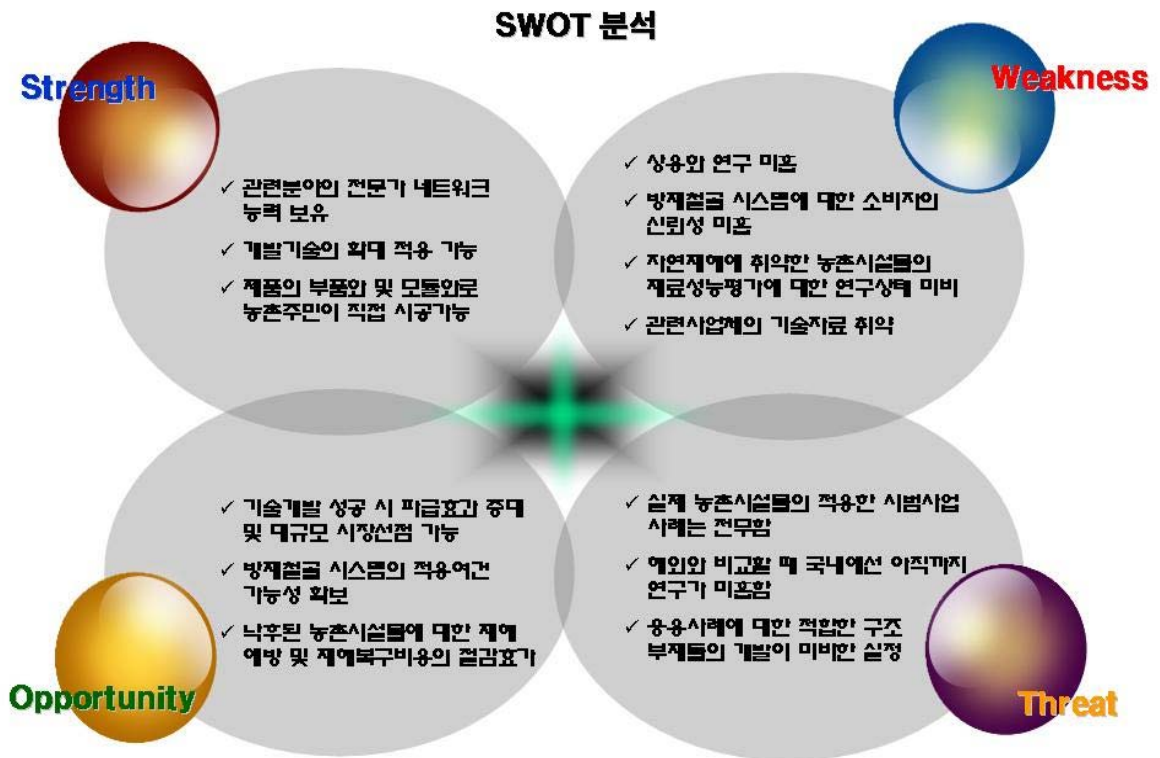 SWOT 분석
Strength
✓ 관련분야의 전문가 네트워크
능력 보유
✓ 개발기술의 확대 적용 가능
✓ 제품의 부품화 및 모듈화로
농촌주민이 직접 시공가능
Weakness
✓ 상용화 연구 미흡
✓ 방재철골 시스템에 대한 소비자의
신뢰성 미흡
✓ 자연재해에 취약한 농촌시설물의
재료성능평가에 대한 연구상태 미비
✓ 관련사업체의 기술자료 취약
Opportunity
✓ 기술개발 성공 시 파급효과 증대
및 대규모 시장선점 가능
✓ 방재철골 시스템의 적용여건
가능성 확보
✓ 낙후된 농촌시설물에 대한 재해
예방 및 재해복구비용의 절감효가
Threat
✓ 실제 농촌시설물의 적용한 시범사업
사례는 전무함
✓ 해외와 비교할 때 국내에선 아직까지
연구가 미흡함
✓ 응용사례에 대한 적합한 구조
부재들의 개발이 미비한 실정